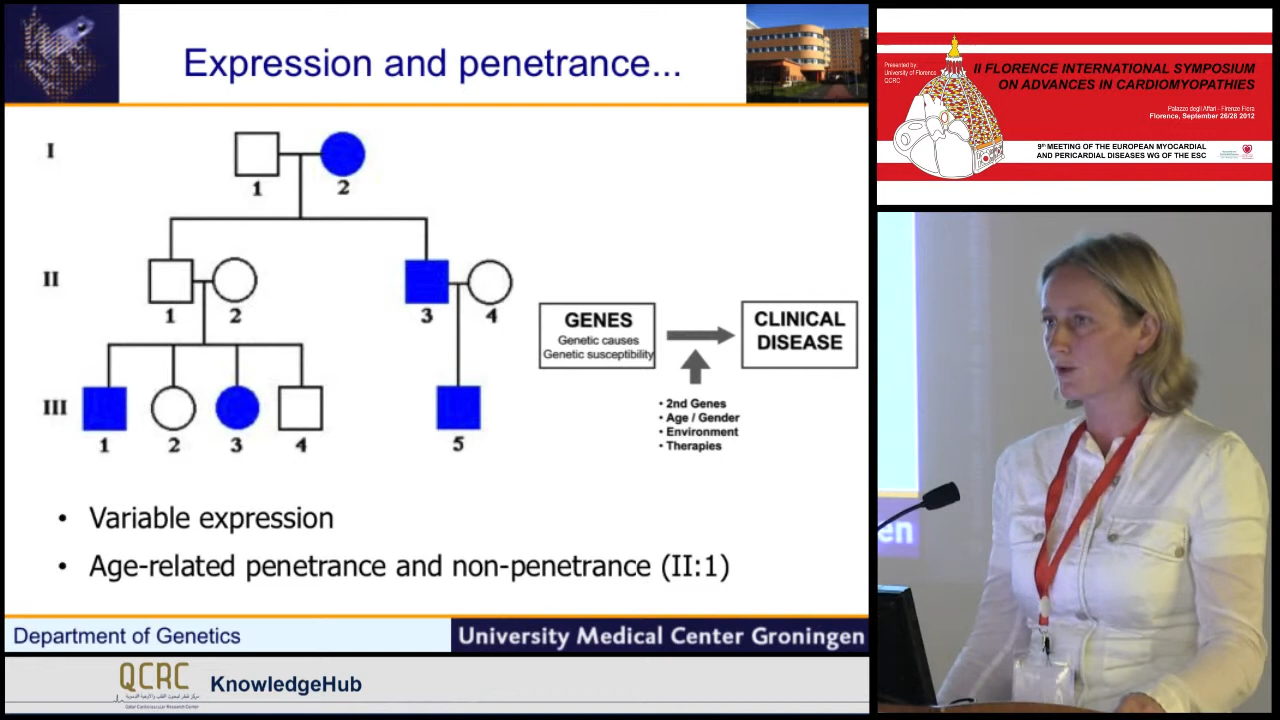 Expression and penetrance...
I
1
2
II
1
2
3
4
III
1
2
3
4
5
GENES
Genetic causes
Genetic susceptibility
CLINICAL
DISEASE
• 2nd Genes
• Age / Gender
• Environment
• Therapies
• Variable expression
• Age-related penetrance and non-penetrance (II:1)
Department of Genetics
University Medical Center Groningen
QCRC
KnowledgeHub
Presented by:
University of Florence
QCRC
II FLORENCE INTERNATIONAL SYMPOSIUM
ON ADVANCES IN CARDIOMYOPATHIES
Palazzo degli Affari - Firenze Fiera
Florence, September 26/28 2012
9th MEETING OF THE EUROPEAN MYOCARDIAL
AND PERICARDIAL DISEASES WG OF THE ESC
en